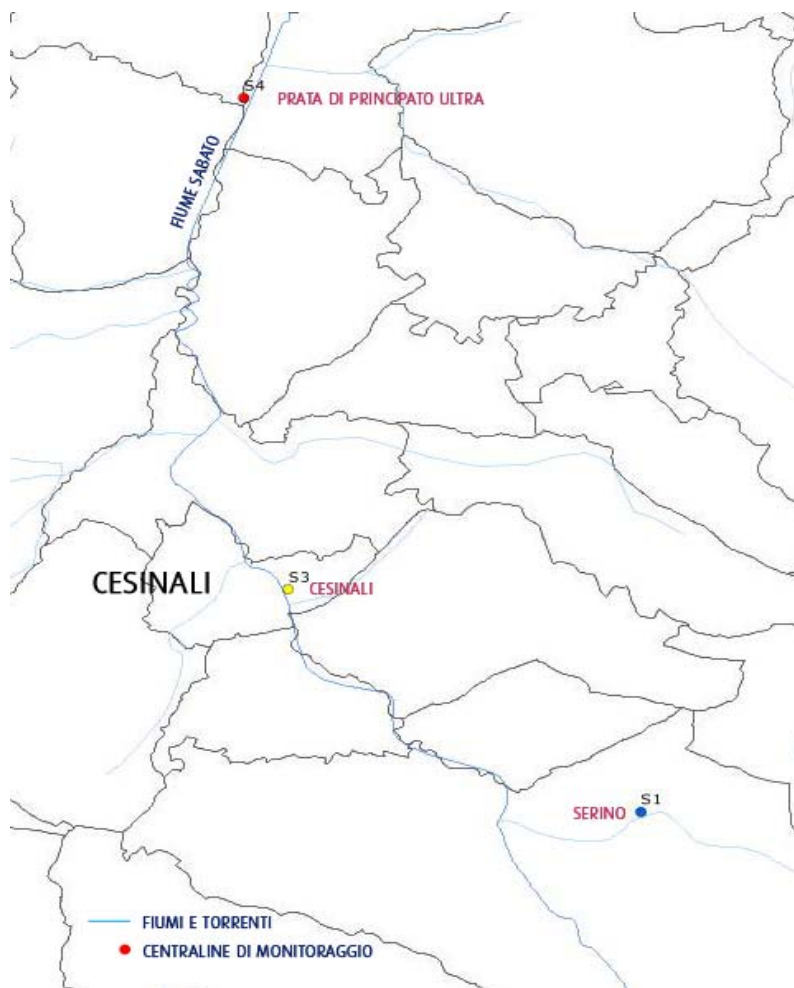 S4
PRATA DI PRINCIPATO ULTRA
FIUME SABATO
CESINALI
S3
CESINALI
S1
SERINO
FIUMI E TORRENTI
CENTRALINE DI MONITORAGGIO